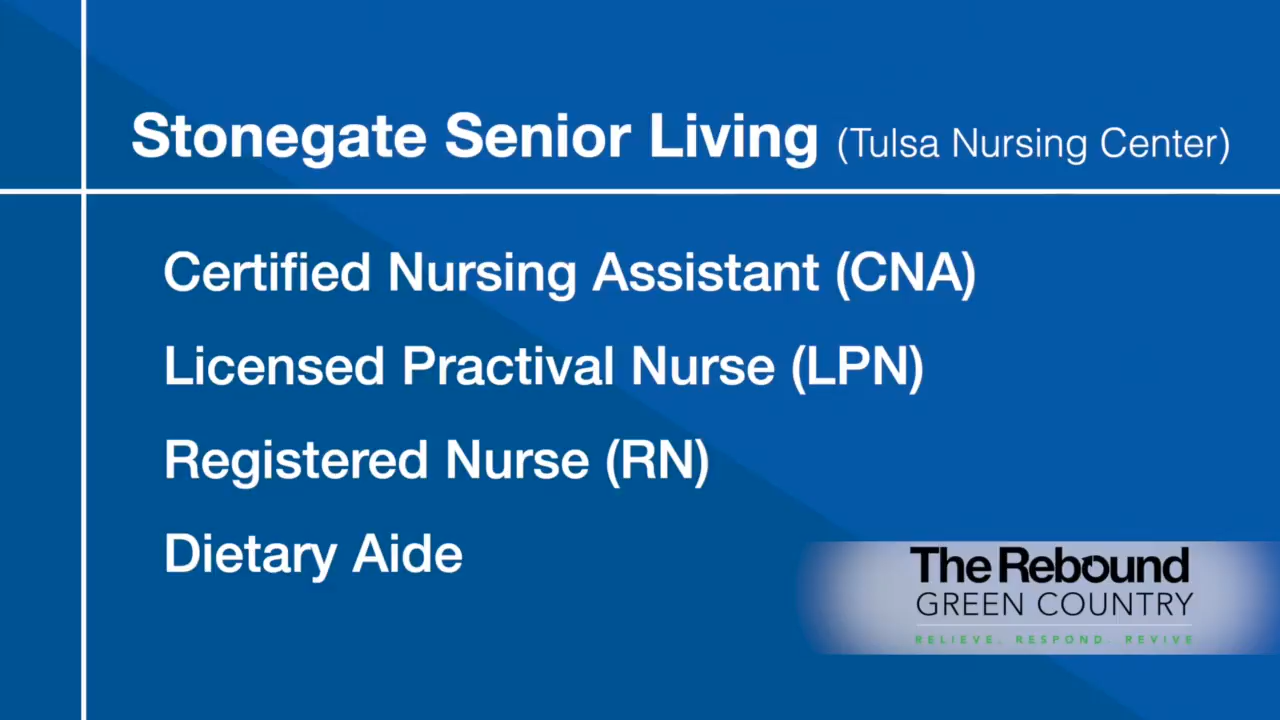 Stonegate Senior Living (Tulsa Nursing Center)
Certified Nursing Assistant (CNA)
Licensed Practival Nurse (LPN)
Registered Nurse (RN)
Dietary Aide
The Rebound
GREEN COUNTRY
RELIEVE. RESPOND. REVIVE